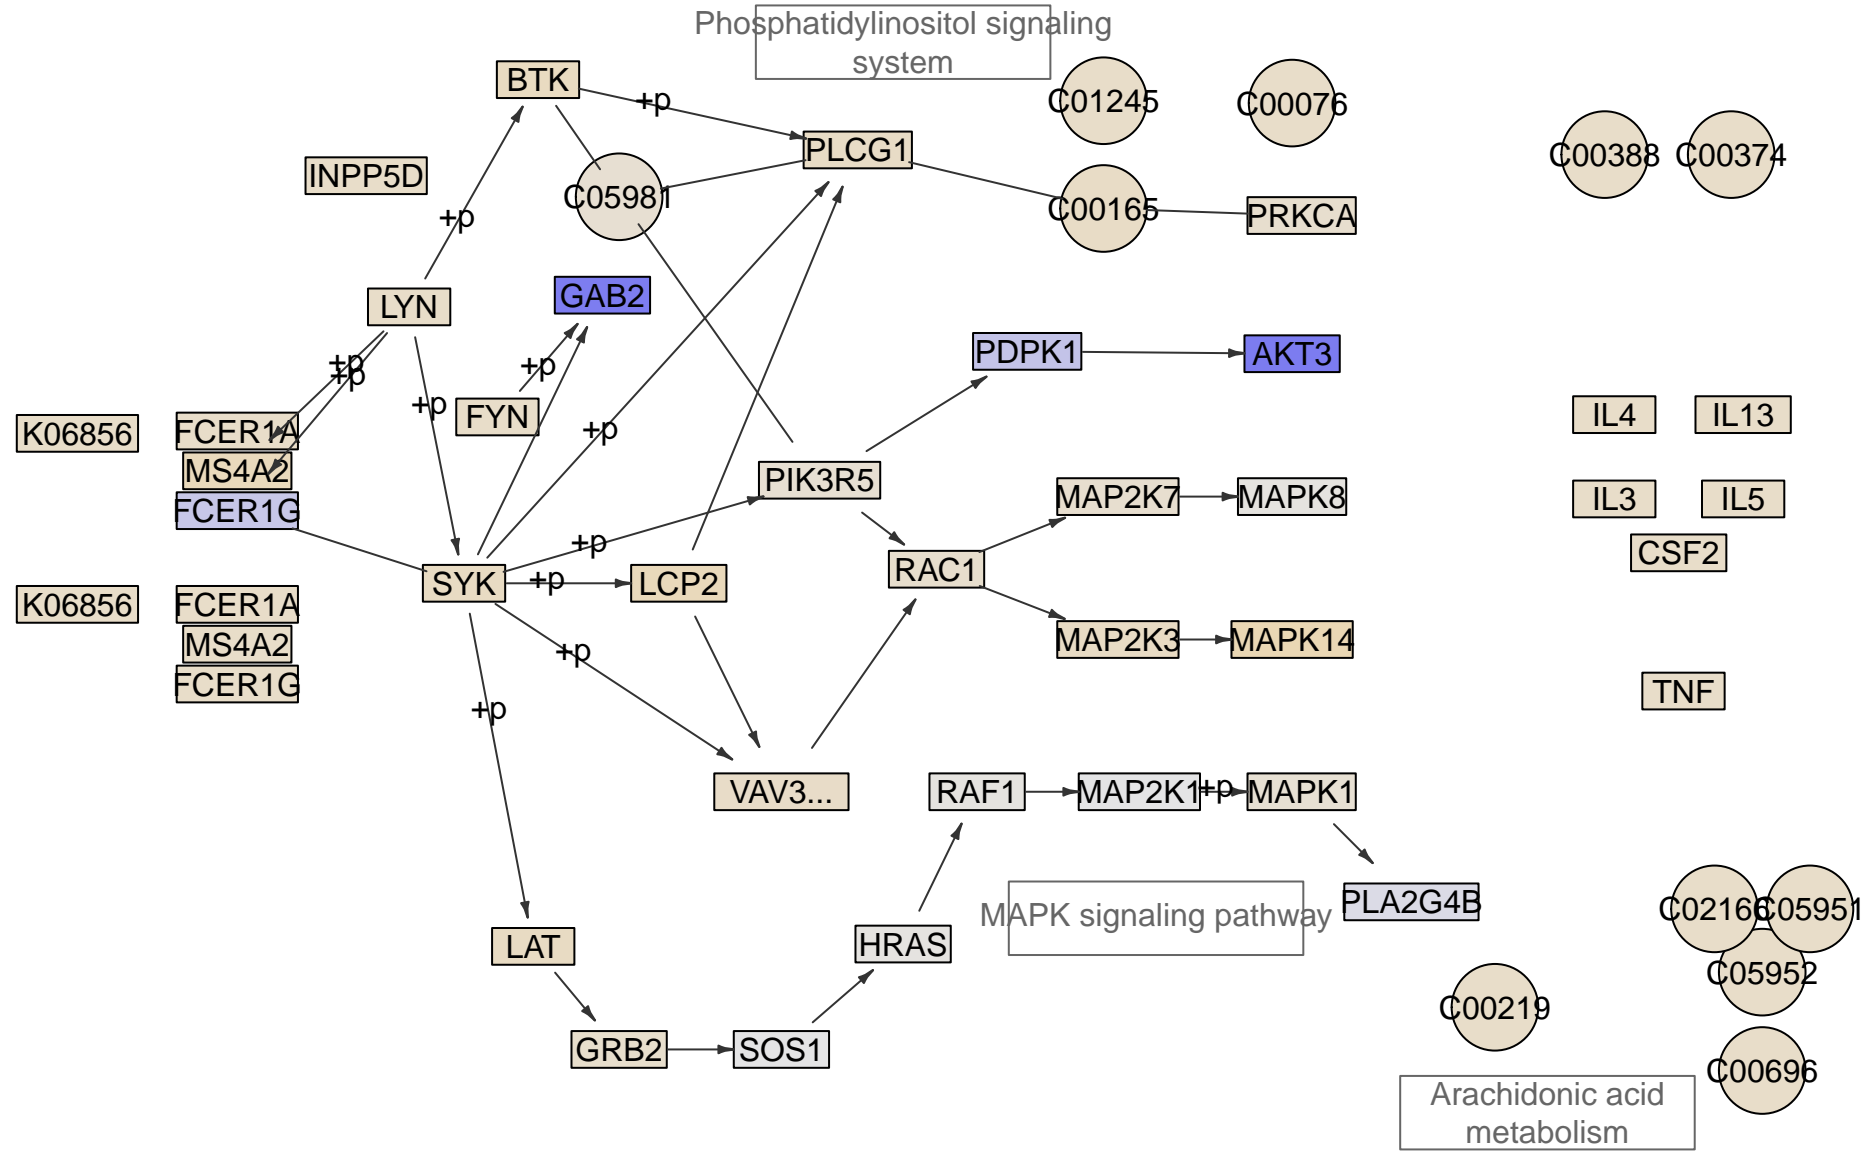 Phosphatidylinositol signaling
system
BTK
+p
C01245
C00076
PLCG1
C00388
C00374
INPP5D
C05981
+p
C00165
PRKCA
GAB2
LYN
PDPK1
AKT3
+p
+p
+p
+p
FYN
+p
K06856
FCER1A
MS4A2
FCER1G
IL4
IL13
PIK3R5
MAP2K7
MAPK8
IL3
IL5
+p
CSF2
SYK
+p
LCP2
RAC1
K06856
FCER1A
MS4A2
FCER1G
+p
MAP2K3
MAPK14
TNF
+p
VAV3...
RAF1
MAP2K1
+p
MAPK1
MAPK signaling pathway
PLA2G4B
C02166
C05951
LAT
HRAS
C05952
C00219
GRB2
SOS1
C00696
Arachidonic acid
metabolism